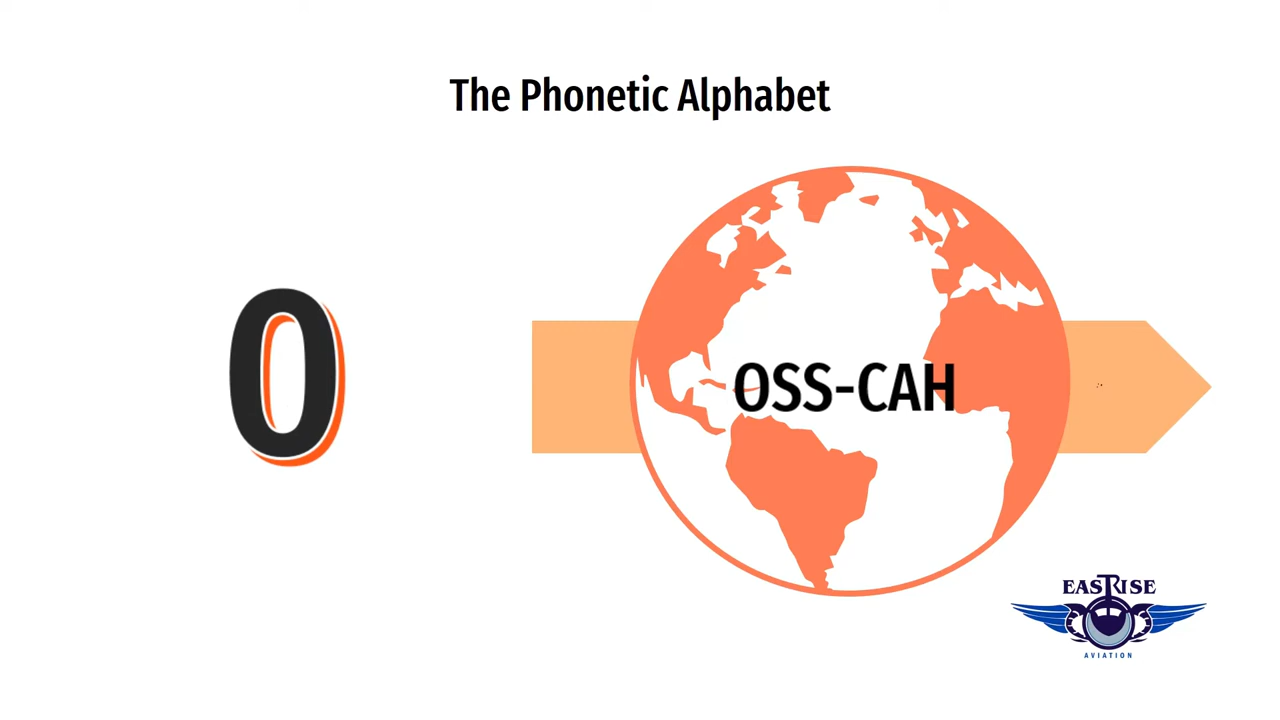 The Phonetic Alphabet
O
OSS-CAH
EASTRISE
AVIATION